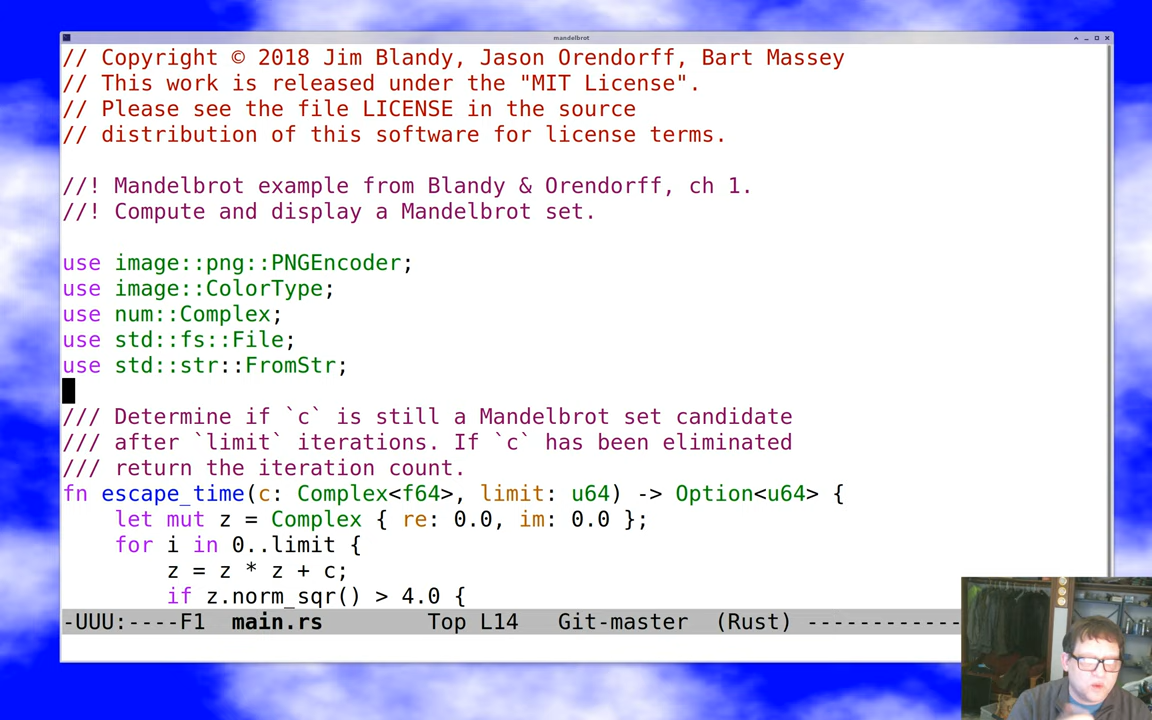 mandelbrot
// Copyright © 2018 Jim Blandy, Jason Orendorff, Bart Massey
// This work is released under the "MIT License".
// Please see the file LICENSE in the source
// distribution of this software for license terms.
//! Mandelbrot example from Blandy & Orendorff, ch 1.
//! Compute and display a Mandelbrot set.
use image::png::PNGEncoder;
use image::ColorType;
use num::Complex;
use std::fs::File;
use std::str::FromStr;
/// Determine if `c` is still a Mandelbrot set candidate
/// after `limit` iterations. If `c` has been eliminated
/// return the iteration count.
fn escape_time(c: Complex<f64>, limit: u64) -> Option<u64> {
    let mut z = Complex { re: 0.0, im: 0.0 };
    for i in 0..limit {
        z = z * z + c;
        if z.norm_sqr() > 4.0 {
-UUU:----F1  main.rs        Top L14   Git-master  (Rust) ------------